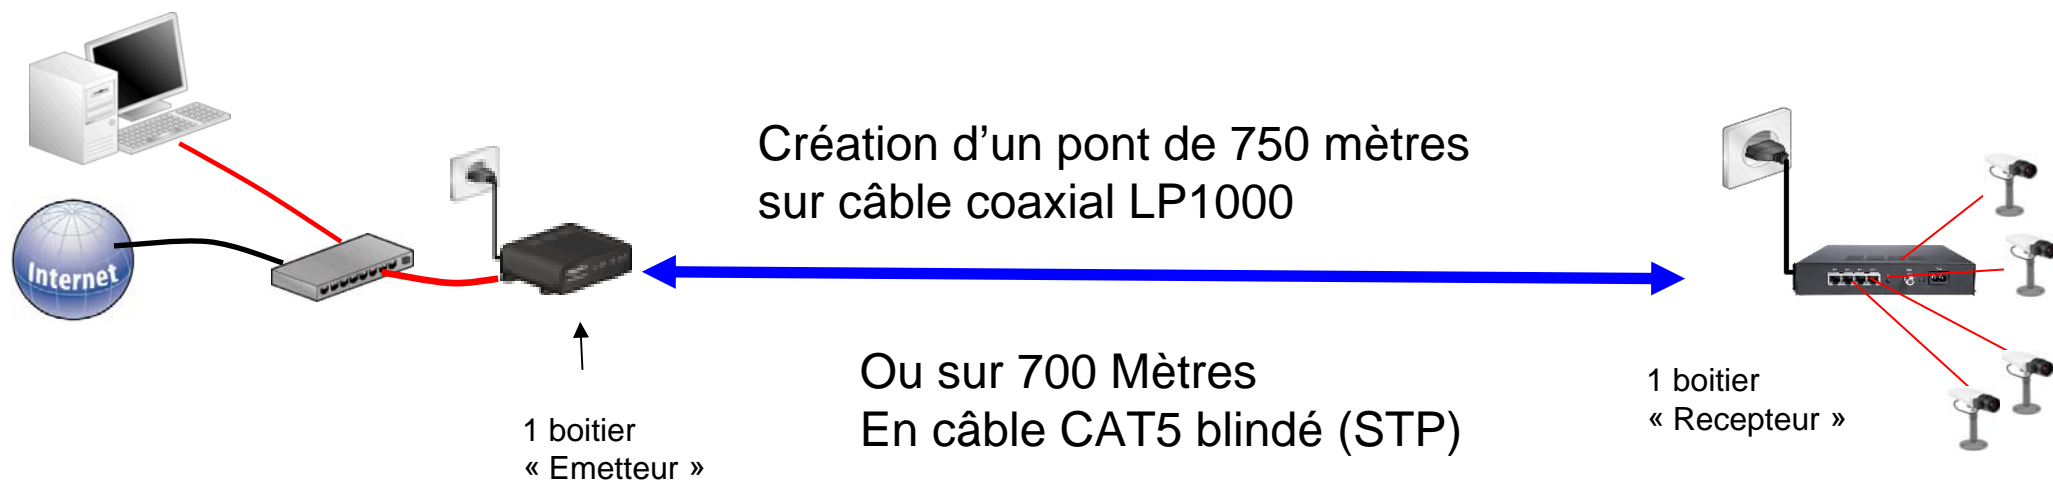 Création d’un pont de 750 mètres
sur câble coaxial LP1000
Internet
Ou sur 700 Mètres
En câble CAT5 blindé (STP)
1 boitier
« Emetteur »
1 boitier
« Recepteur »